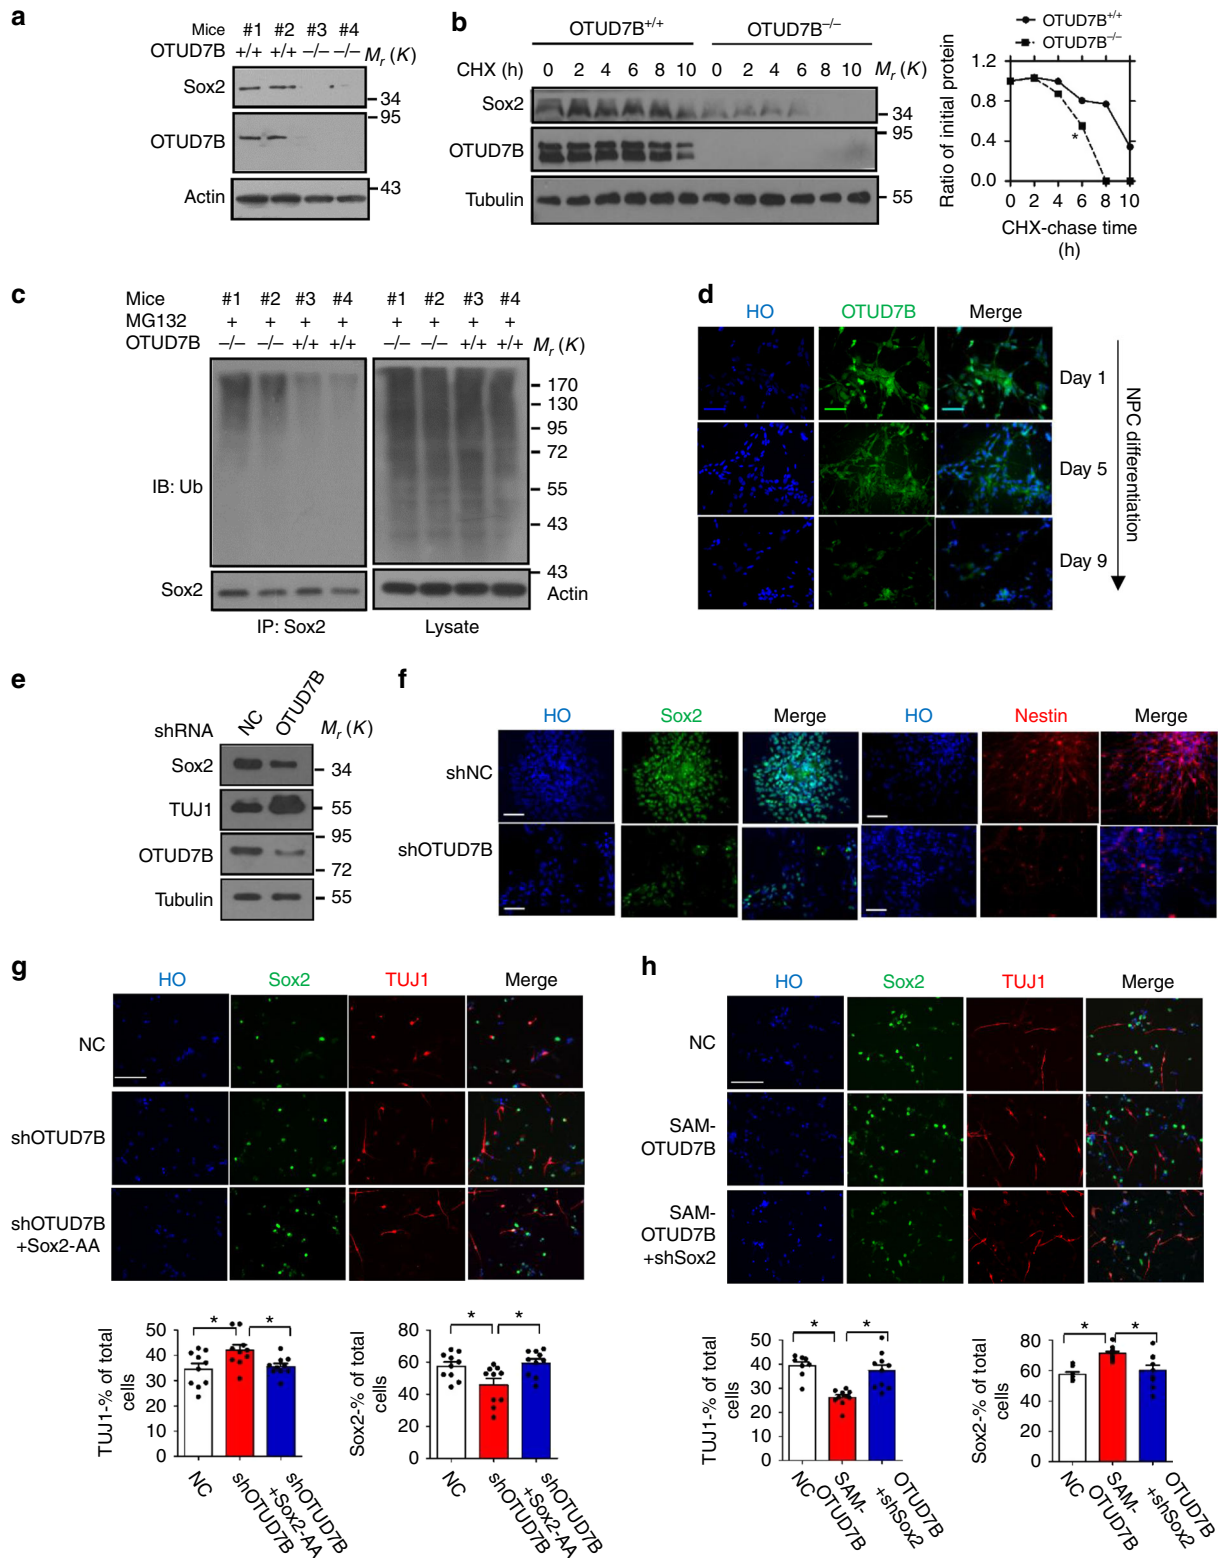 a
Mice #1 #2 #3 #4
OTUD7B +/+ +/+ –/– –/– Mr (K)
Sox2
34
95
OTUD7B
43
Actin
b
OTUD7B+/+ OTUD7B–/–
CHX (h) 0 2 4 6 8 10 0 2 4 6 8 10 Mr (K)
Sox2
34
95
OTUD7B
Tubulin
55
OTUD7B+/+
OTUD7B–/–
Ratio of initial protein
1.2
0.8
0.4
0.0
*
0 2 4 6 8 10
CHX-chase time
(h)
c
Mice #1 #2 #3 #4 #1 #2 #3 #4
MG132 + + + + + + + +
OTUD7B –/– –/– +/+ +/+ –/– –/– +/+ +/+ Mr (K)
170
130
95
72
IB: Ub
55
43
43
Sox2
Actin
IP: Sox2 Lysate
d
HO OTUD7B Merge
Day 1
Day 5
Day 9
NPC differentiation
e
shRNA NC OTUD7B Mr (K)
Sox2
34
TUJ1
55
95
OTUD7B
72
Tubulin
55
f
HO Sox2 Merge HO Nestin Merge
shNC
shOTUD7B
g
HO Sox2 TUJ1 Merge
NC
shOTUD7B
shOTUD7B
+Sox2-AA
TUJ1-% of total
cells
50
40
30
20
10
0
* *
NC
shOTUD7B
shOTUD7B
+Sox2-AA
Sox2-% of total
cells
80
60
40
20
0
* *
NC
shOTUD7B
shOTUD7B
+Sox2-AA
h
HO Sox2 TUJ1 Merge
NC
SAM-
OTUD7B
SAM-
OTUD7B
+shSox2
TUJ1-% of total
cells
50
40
30
20
10
0
* *
NC
SAM-
OTUD7B
OTUD7B
+shSox2
Sox2-% of total
cells
80
60
40
20
0
* *
NC
SAM-
OTUD7B
OTUD7B
+shSox2